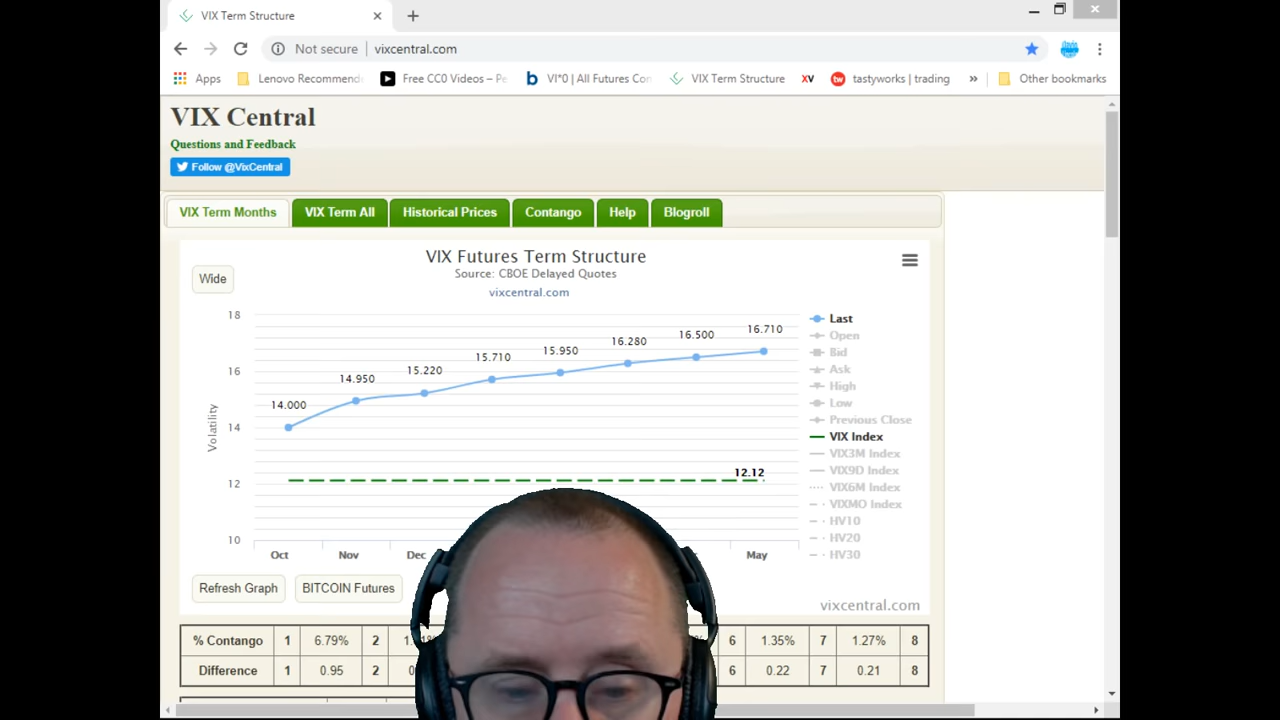 VIX Term Structure
Not secure | vixcentral.com
Apps Lenovo Recommend Free CC0 Videos – Pe VI*0 | All Futures Con VIX Term Structure XV tw tastyworks | trading » Other bookmarks
VIX Central
Questions and Feedback
Follow @VixCentral
VIX Term Months VIX Term All Historical Prices Contango Help Blogroll
VIX Futures Term Structure
Source: CBOE Delayed Quotes
vixcentral.com
Wide
18
16
14
12
10
Volatility
14.000 14.950 15.220 15.710 15.950 16.280 16.500 16.710
12.12
Oct Nov Dec May
Last
Open
Bid
Ask
High
Low
Previous Close
VIX Index
VIX3M Index
VIX9D Index
VIX6M Index
VIXMO Index
HV10
HV20
HV30
Refresh Graph BITCOIN Futures
vixcentral.com
% Contango 1 6.79% 2 6 1.35% 7 1.27% 8
Difference 1 0.95 2 6 0.22 7 0.21 8